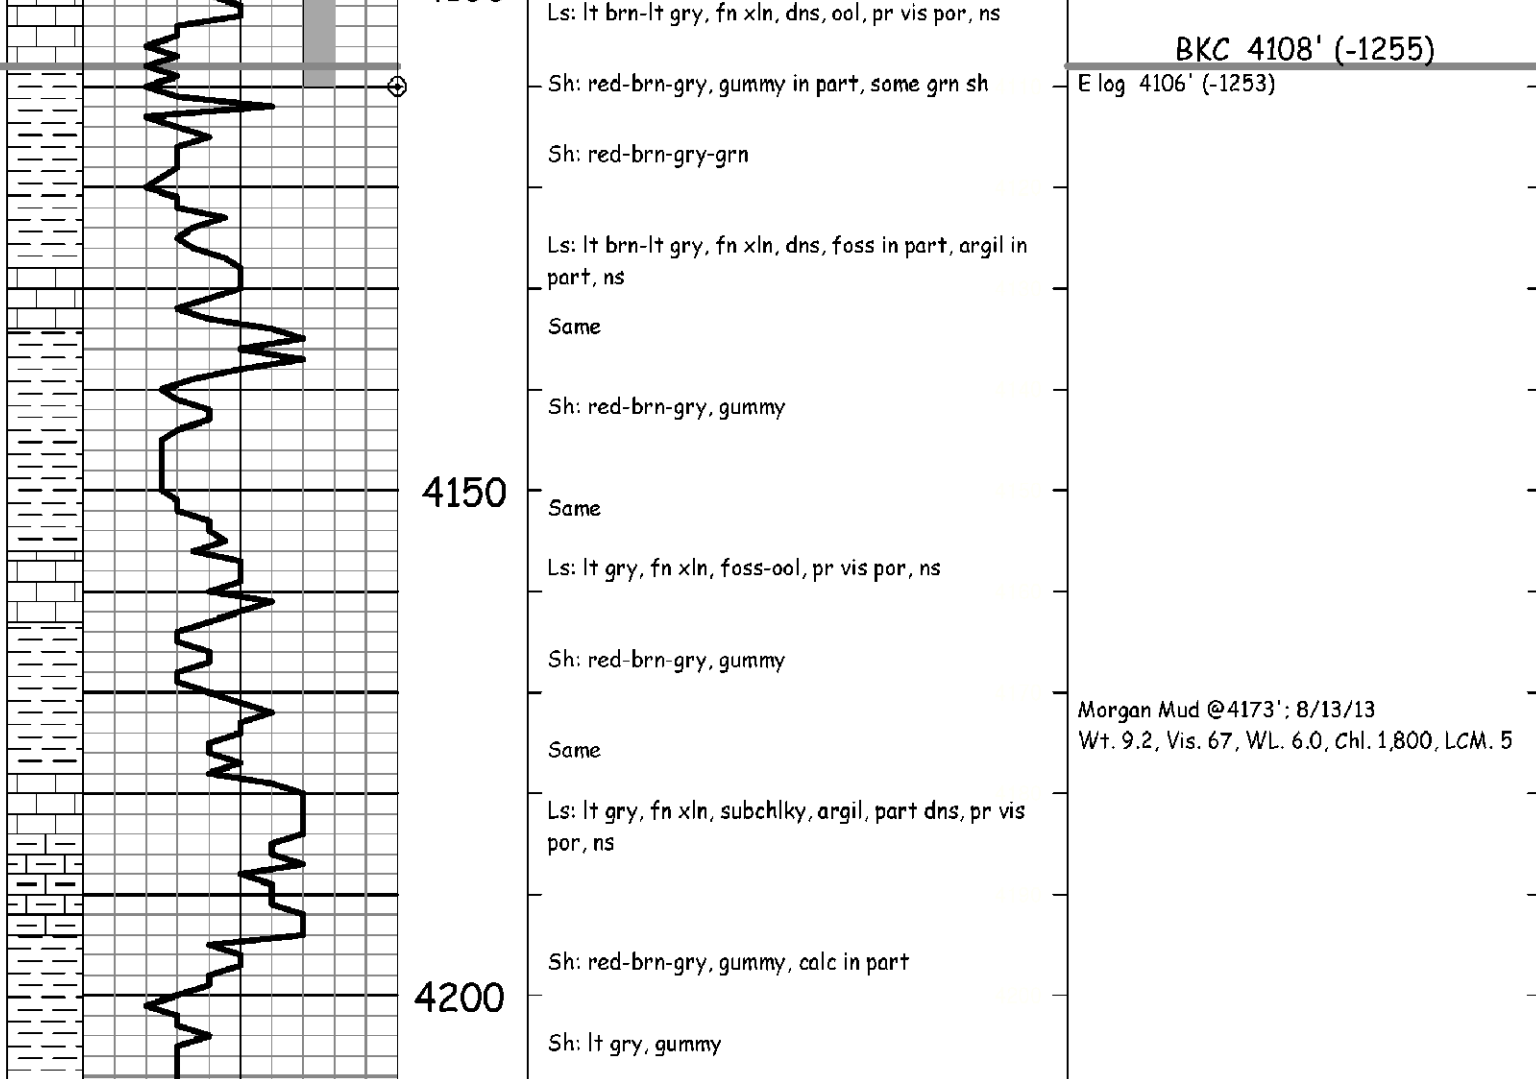 Ls: lt brn-lt gry, fn xln, dns, ool, pr vis por, ns
BKC 4108' (-1255)
Sh: red-brn-gry, gummy in part, some grn sh
E log 4106' (-1253)
Sh: red-brn-gry-grn
Ls: lt brn-lt gry, fn xln, dns, foss in part, argil in
part, ns
Same
Sh: red-brn-gry, gummy
4150
Same
Ls: lt gry, fn xln, foss-ool, pr vis por, ns
Sh: red-brn-gry, gummy
Morgan Mud @4173'; 8/13/13
Wt. 9.2, Vis. 67, WL. 6.0, Chl. 1,800, LCM. 5
Same
Ls: lt gry, fn xln, subchlky, argil, part dns, pr vis
por, ns
Sh: red-brn-gry, gummy, calc in part
4200
Sh: lt gry, gummy